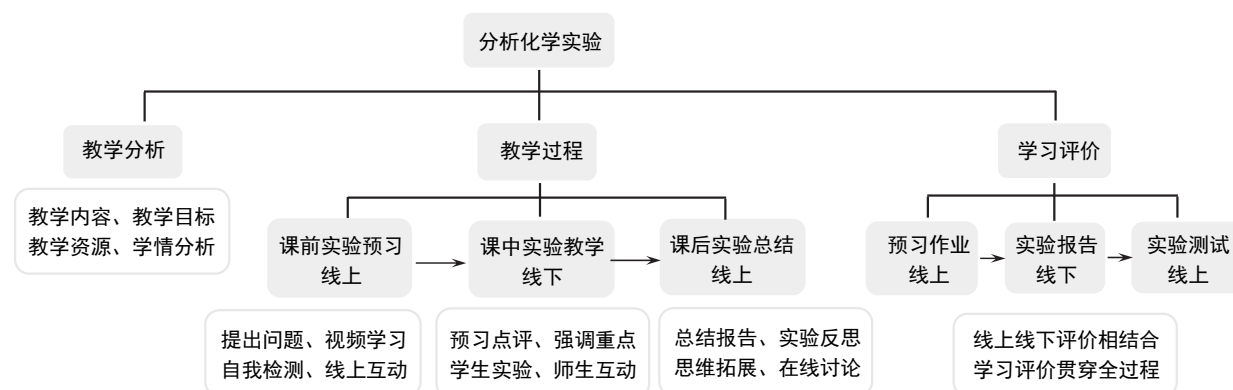 分析化学实验
教学分析
教学过程
学习评价
教学内容、教学目标
教学资源、学情分析
课前实验预习
线上
课中实验教学
线下
课后实验总结
线上
预习作业
线上
实验报告
线下
实验测试
线上
提出问题、视频学习
自我检测、线上互动
预习点评、强调重点
学生实验、师生互动
总结报告、实验反思
思维拓展、在线讨论
线上线下评价相结合
学习评价贯穿全过程